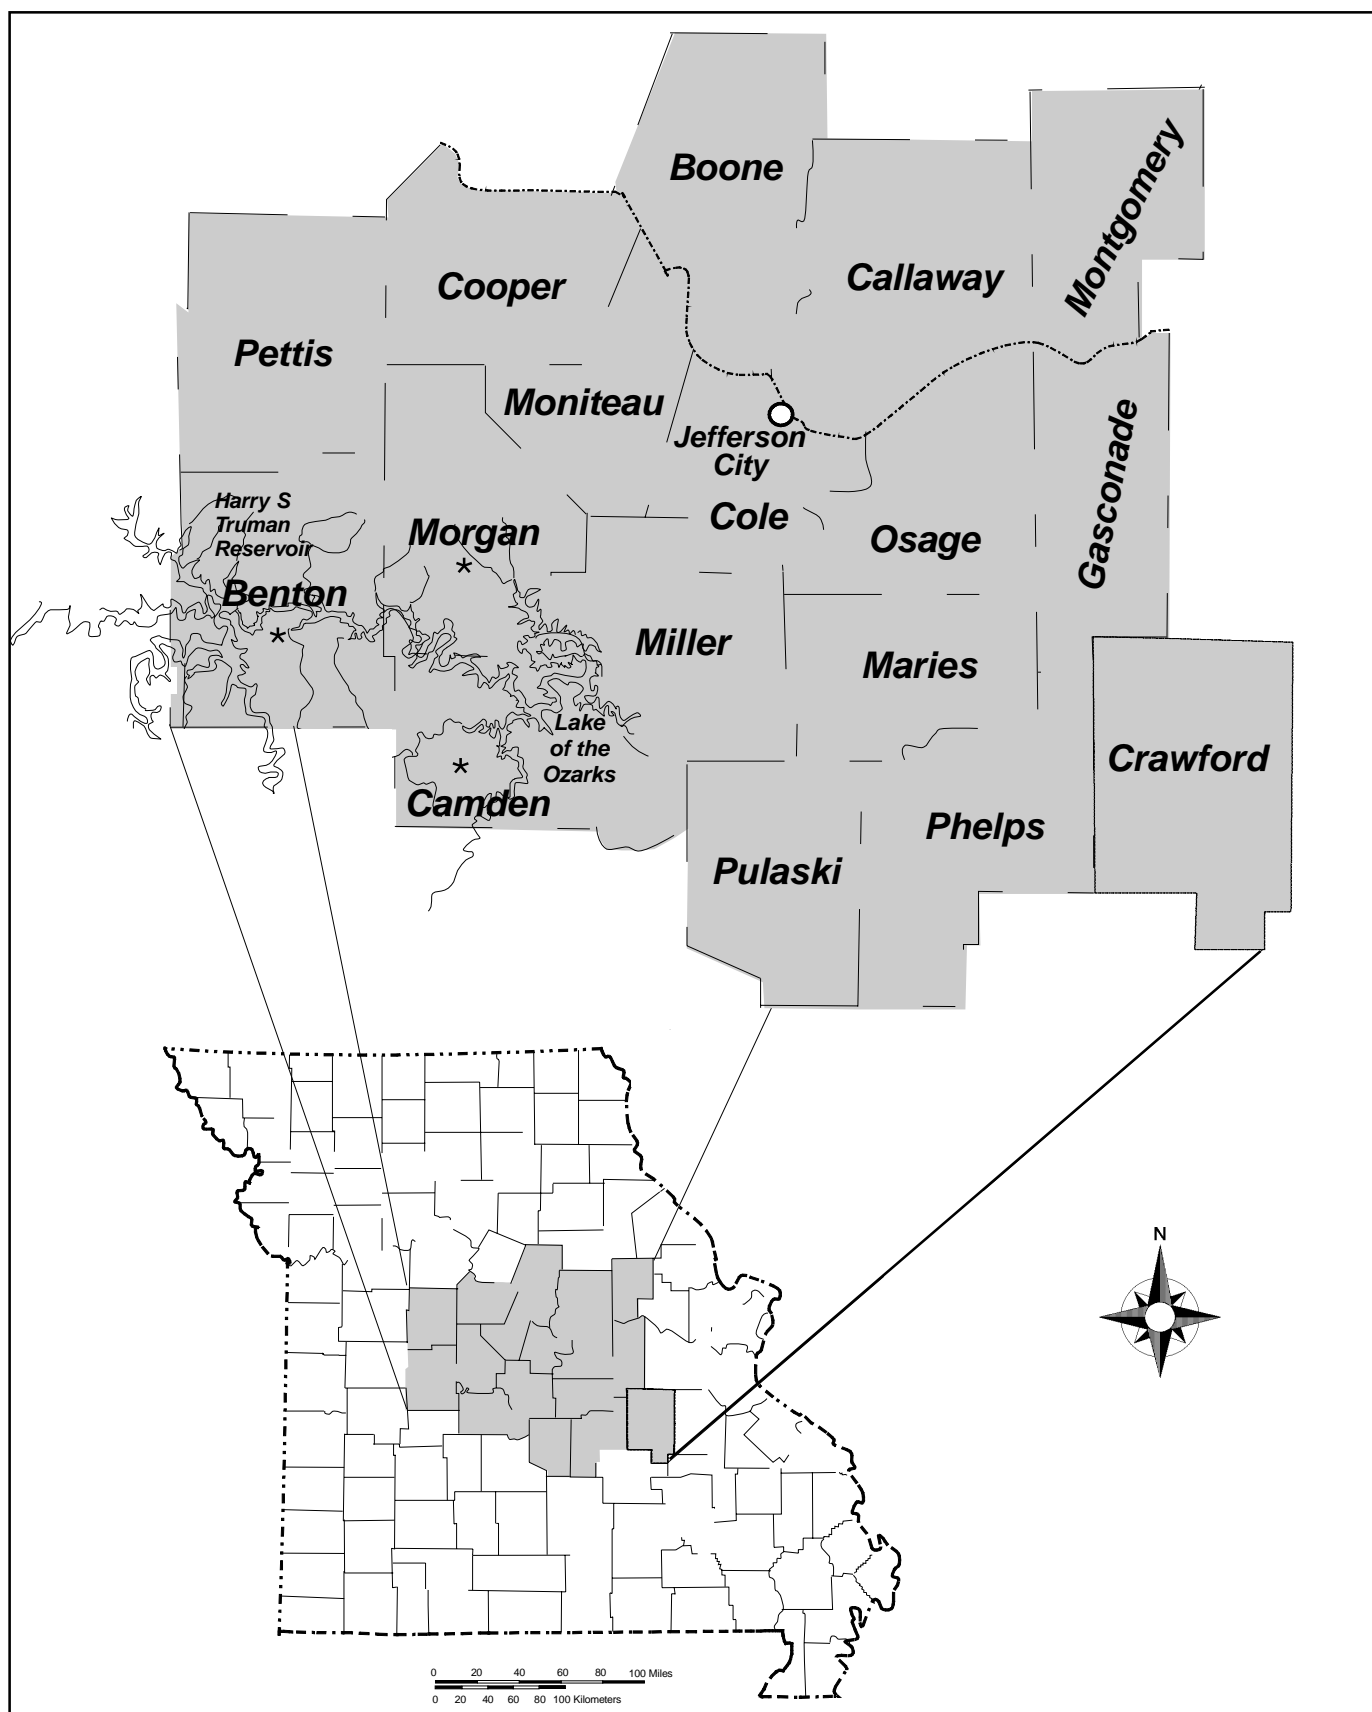 Boone
Montgomery
Callaway
Cooper
Pettis
Moniteau
Jefferson
City
Gasconade
Harry S
Truman
Reservoir
Cole
Morgan
*
Osage
Benton
*
Miller
Maries
Lake
of the
Ozarks
*
Camden
Crawford
Phelps
Pulaski
N
0 20 40 60 80 100 Miles
0 20 40 60 80 100 Kilometers